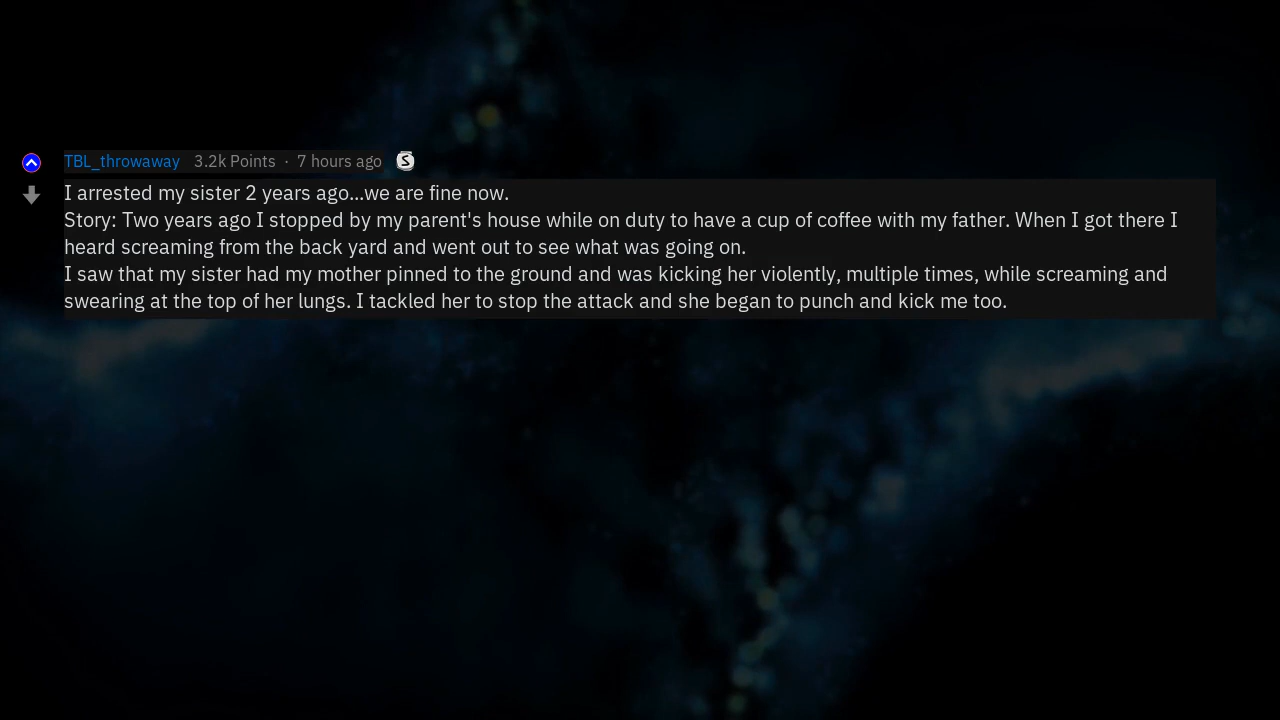 TBL_throwaway 3.2k Points · 7 hours ago S
I arrested my sister 2 years ago...we are fine now.
Story: Two years ago I stopped by my parent's house while on duty to have a cup of coffee with my father. When I got there I
heard screaming from the back yard and went out to see what was going on.
I saw that my sister had my mother pinned to the ground and was kicking her violently, multiple times, while screaming and
swearing at the top of her lungs. I tackled her to stop the attack and she began to punch and kick me too.